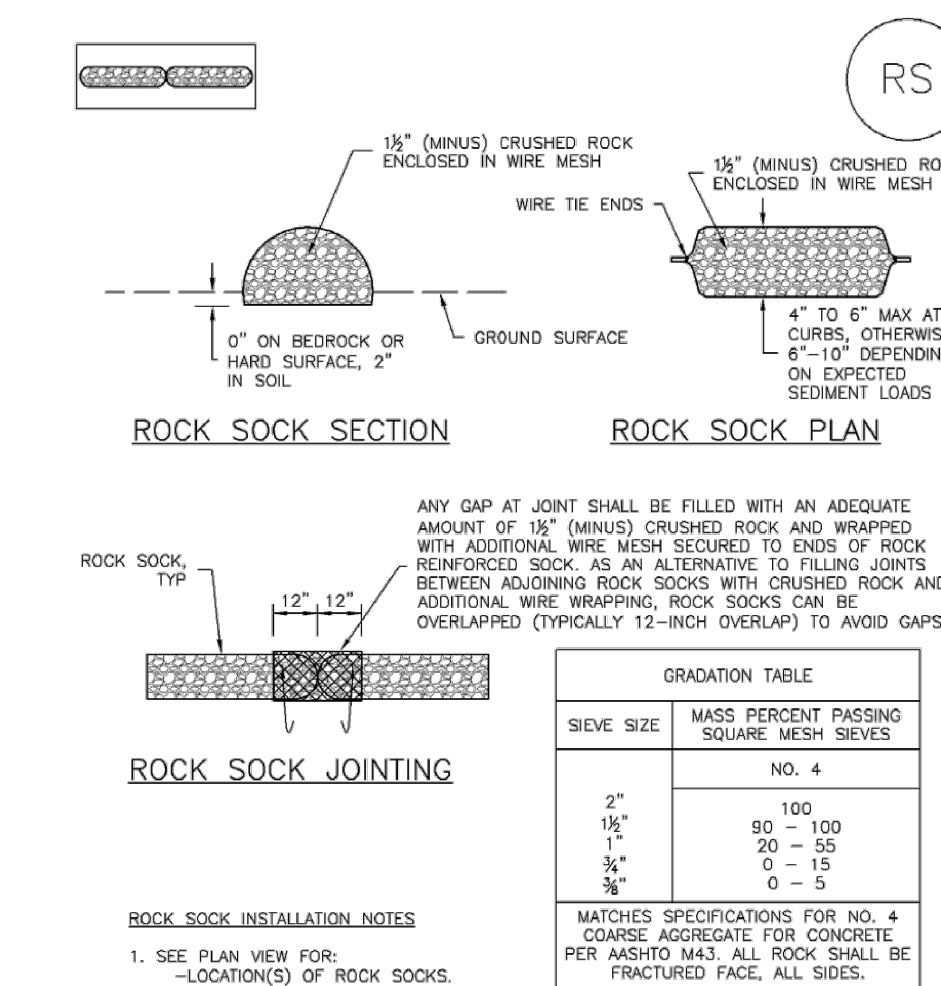 RS
1½" (MINUS) CRUSHED ROCK
ENCLOSED IN WIRE MESH
1½" (MINUS) CRUSHED RO
ENCLOSED IN WIRE MESH
WIRE TIE ENDS
0" ON BEDROCK OR
HARD SURFACE, 2"
IN SOIL
GROUND SURFACE
4" TO 6" MAX AT
CURBS, OTHERWIS
6"-10" DEPENDIN
ON EXPECTED
SEDIMENT LOADS
ROCK SOCK SECTION
ROCK SOCK PLAN
ANY GAP AT JOINT SHALL BE FILLED WITH AN ADEQUATE
AMOUNT OF 1½" (MINUS) CRUSHED ROCK AND WRAPPED
WITH ADDITIONAL WIRE MESH SECURED TO ENDS OF ROCK
REINFORCED SOCK. AS AN ALTERNATIVE TO FILLING JOINTS
BETWEEN ADJOINING ROCK SOCKS WITH CRUSHED ROCK AND
ADDITIONAL WIRE WRAPPING, ROCK SOCKS CAN BE
OVERLAPPED (TYPICALLY 12-INCH OVERLAP) TO AVOID GAPS
ROCK SOCK,
TYP
12" 12"
ROCK SOCK JOINTING
GRADATION TABLE
SIEVE SIZE
MASS PERCENT PASSING
SQUARE MESH SIEVES
NO. 4
2" 100
1½" 90 - 100
1" 20 - 55
¾" 0 - 15
⅜" 0 - 5
MATCHES SPECIFICATIONS FOR NO. 4
COARSE AGGREGATE FOR CONCRETE
PER AASHTO M43. ALL ROCK SHALL BE
FRACTURED FACE, ALL SIDES.
ROCK SOCK INSTALLATION NOTES
1. SEE PLAN VIEW FOR:
-LOCATION(S) OF ROCK SOCKS.